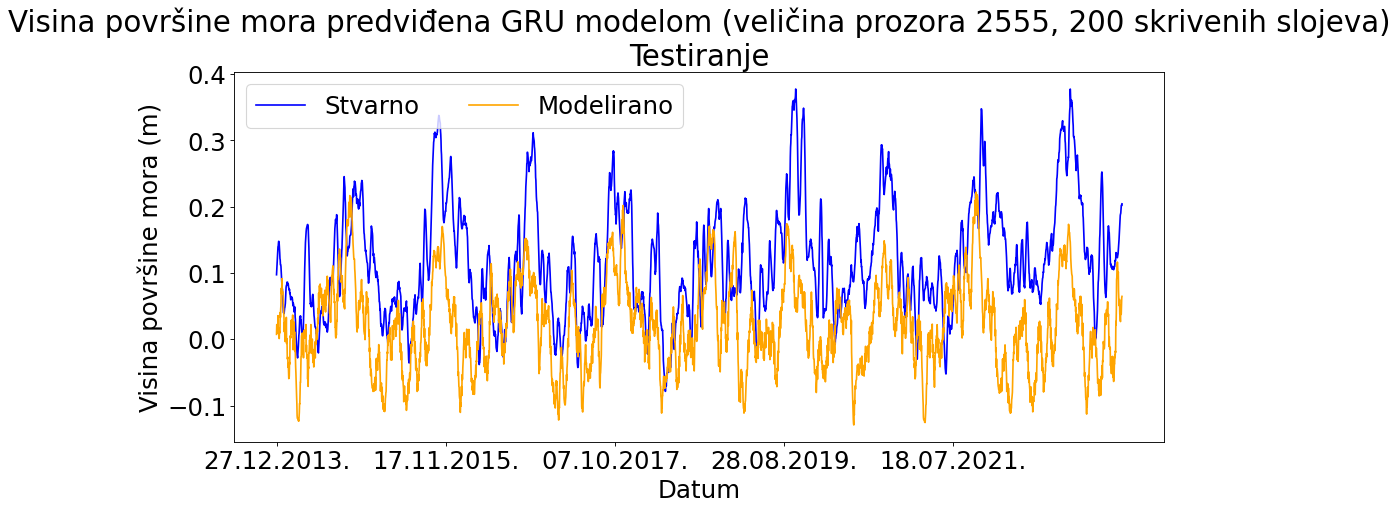 Visina površine mora predviđena GRU modelom (veličina prozora 2555, 200 skrivenih slojeva)
Testiranje
Stvarno
Modelirano
Visina površine mora (m)
0.4
0.3
0.2
0.1
0.0
−0.1
27.12.2013.
17.11.2015.
07.10.2017.
28.08.2019.
18.07.2021.
Datum